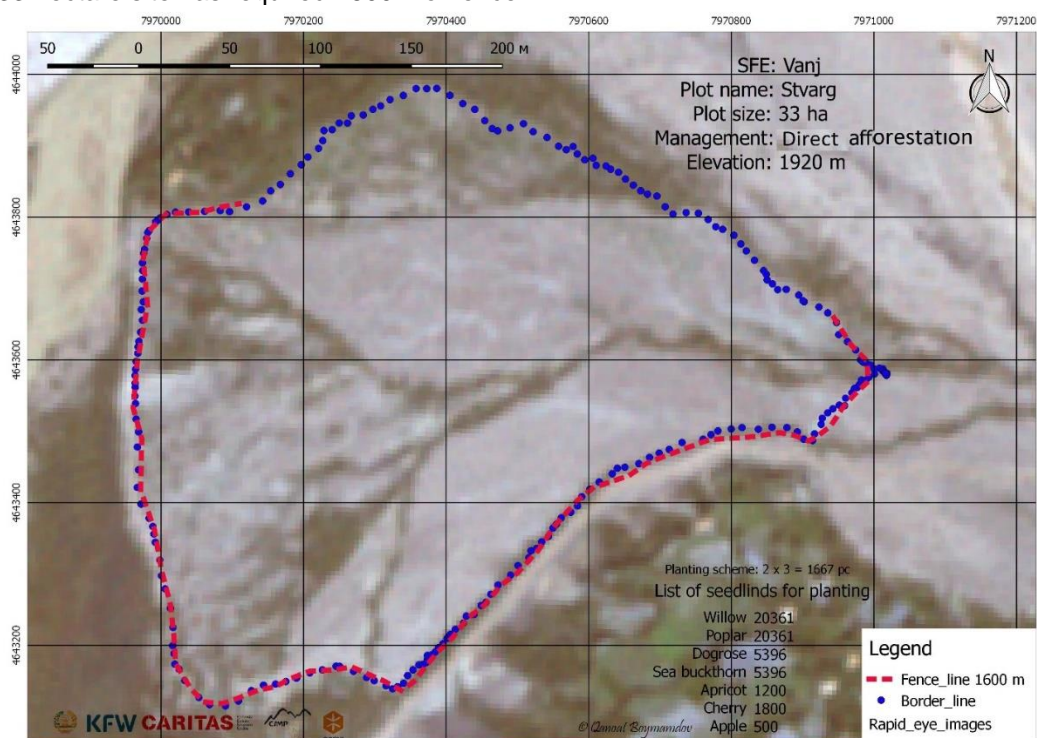 7970000 7970200 7970400 7970600 7970800 7971000 7971200
50 0 50 100 150 200 м
N
4644000
SFE: Vanj
Plot name: Stvarg
Plot size: 33 ha
Management: Direct afforestation
Elevation: 1920 m
4643800
4643600
4643400
4643200
Planting scheme: 2 x 3 = 1667 pc
List of seedlinds for planting
Willow 20361
Poplar 20361
Dogrose 5396
Sea buckthorn 5396
Apricot 1200
Cherry 1800
Apple 500
Legend
Fence_line 1600 m
Border_line
Rapid_eye_images
KFW CARITAS
CAMP